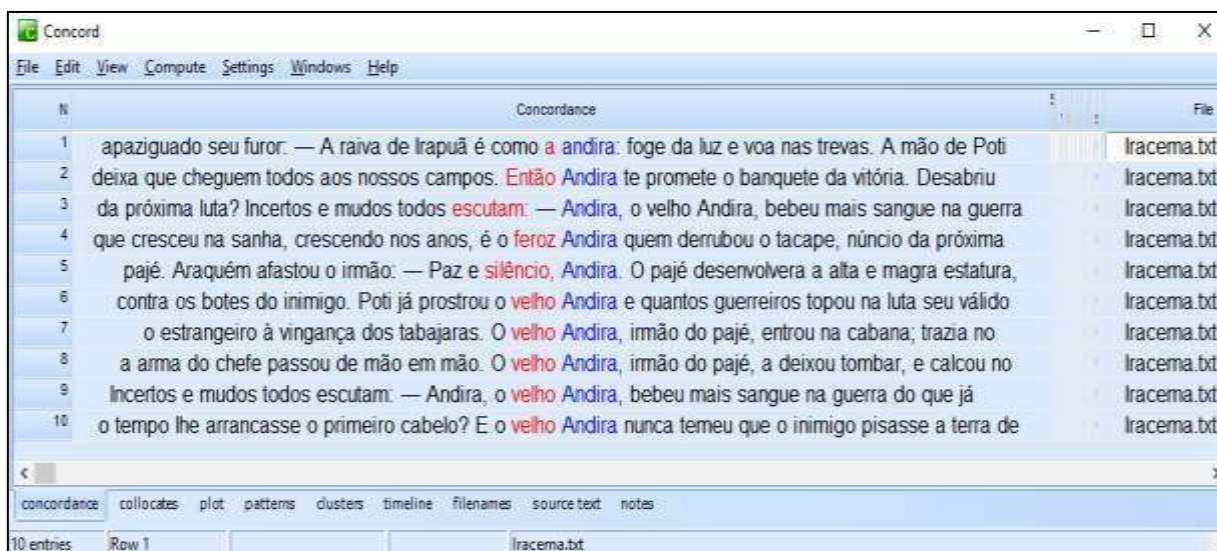 Concord
File Edit View Compute Settings Windows Help
N Concordance File
1 apaziguado seu furor. — A raiva de Irapuã é como a andira: foge da luz e voa nas trevas. A mão de Poti Iracema.txt
2 deixa que cheguem todos aos nossos campos. Então Andira te promete o banquete da vitória. Desabriu Iracema.txt
3 da próxima luta? Incertos e mudos todos escutam: — Andira, o velho Andira, bebeu mais sangue na guerra Iracema.txt
4 que cresceu na sanha, crescendo nos anos, é o feroz Andira quem derrubou o tacape, núncio da próxima Iracema.txt
5 pajé. Araquém afastou o irmão: — Paz e silêncio, Andira. O pajé desenvolvera a alta e magra estatura, Iracema.txt
6 contra os botes do inimigo. Poti já prostrou o velho Andira e quantos guerreiros topou na luta seu válido Iracema.txt
7 o estrangeiro à vingança dos tabajaras. O velho Andira, irmão do pajé, entrou na cabana; trazia no Iracema.txt
8 a arma do chefe passou de mão em mão. O velho Andira, irmão do pajé, a deixou tombar, e calcou no Iracema.txt
9 Incertos e mudos todos escutam: — Andira, o velho Andira, bebeu mais sangue na guerra do que já Iracema.txt
10 o tempo lhe arrancasse o primeiro cabelo? E o velho Andira nunca temeu que o inimigo pisasse a terra de Iracema.txt
concordance collocates plot patterns clusters timeline filenames source text notes
10 entries Row 1 Iracema.txt